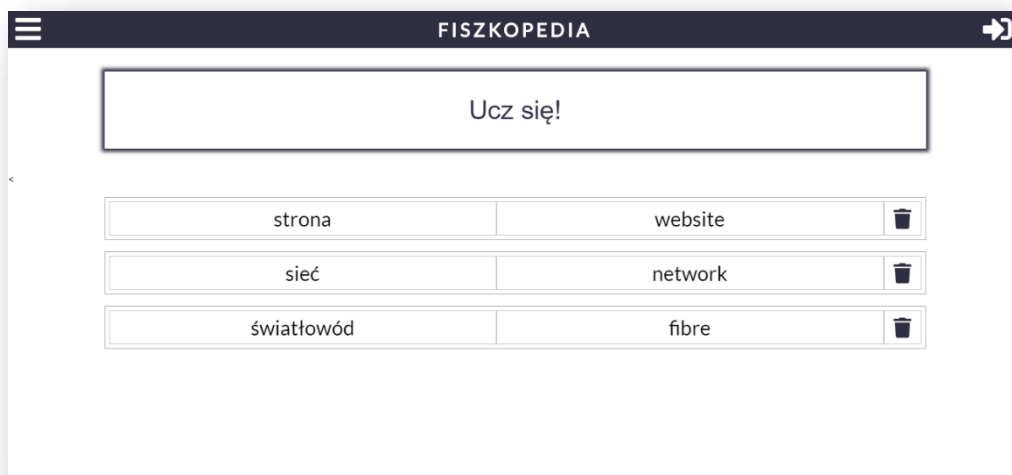 FISZKOPEDIA
Ucz się!
<
strona website
sieć network
światłowód fibre